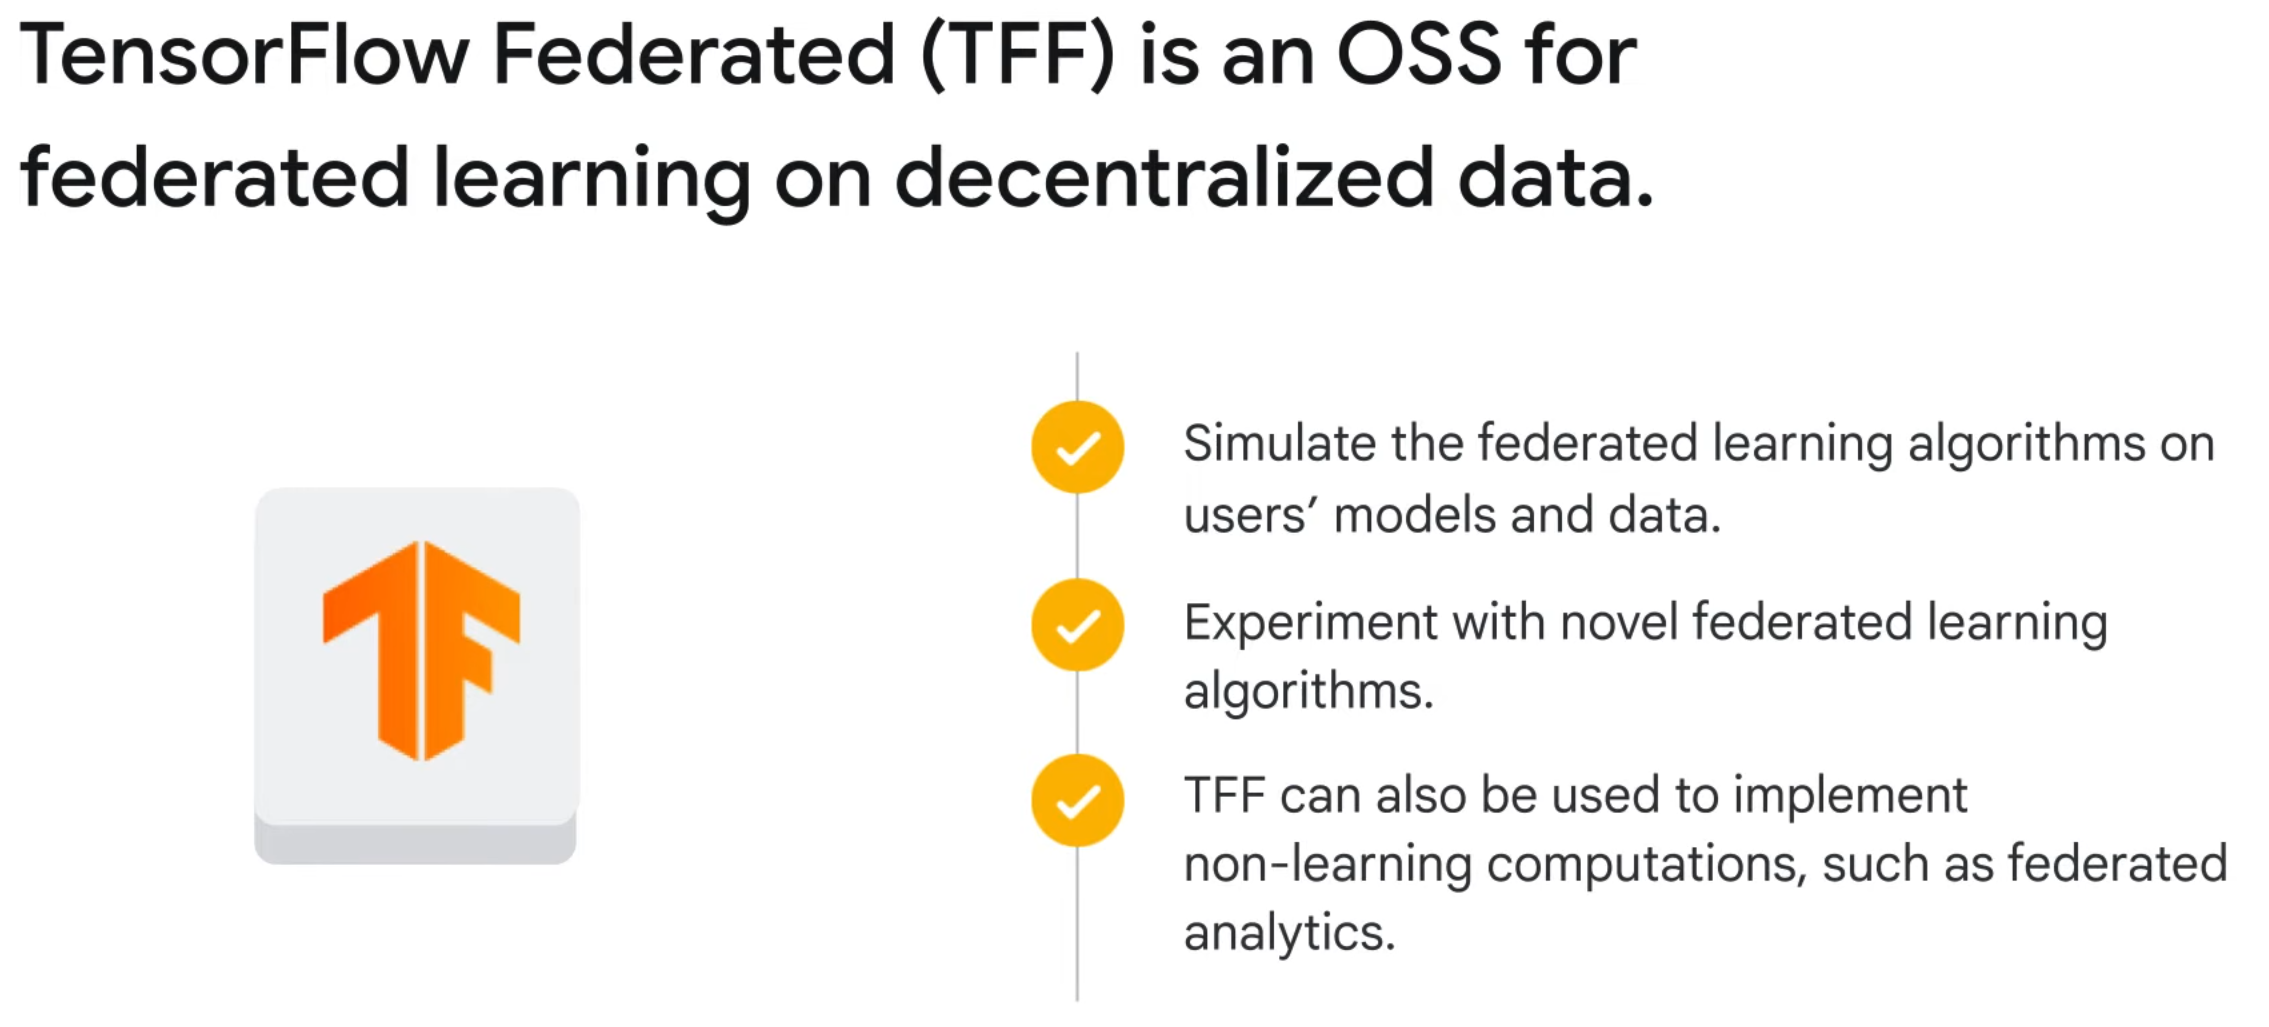 TensorFlow Federated (TFF) is an OSS for
federated learning on decentralized data.
Simulate the federated learning algorithms on
users’ models and data.
Experiment with novel federated learning
algorithms.
TFF can also be used to implement
non-learning computations, such as federated
analytics.